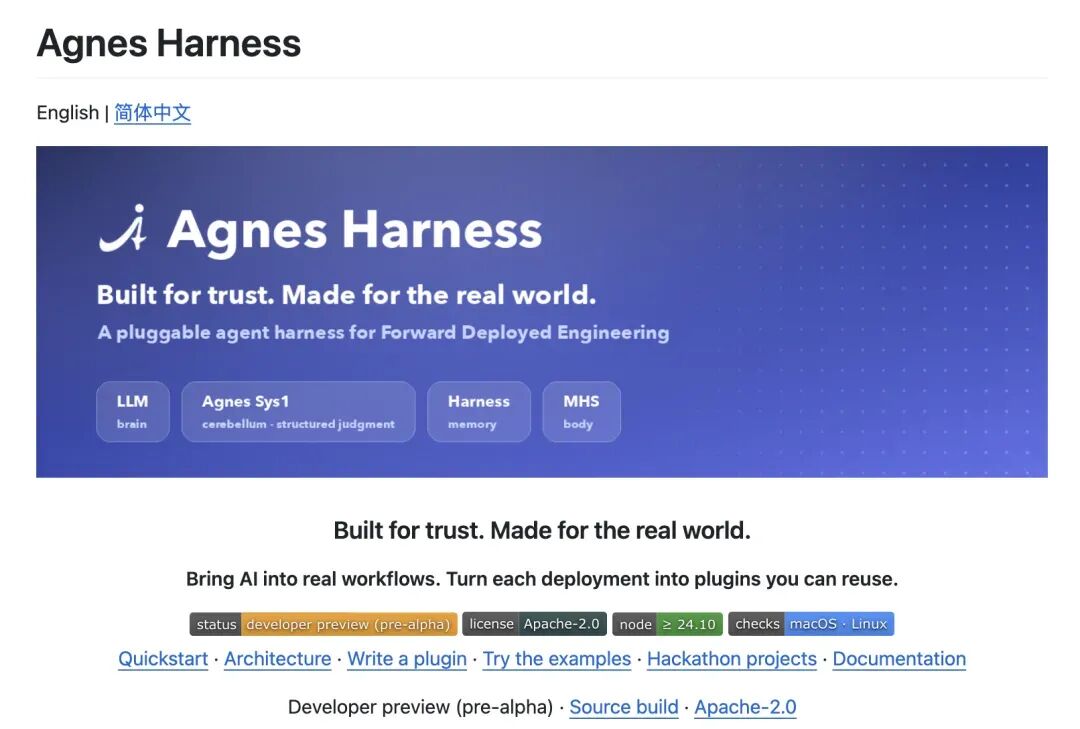 Agnes Harness
English | 简体中文
Agnes Harness
Built for trust. Made for the real world.
A pluggable agent harness for Forward Deployed Engineering
LLM
brain
Agnes Sys1
cerebellum - structured judgment
Harness
memory
MHS
body
Built for trust. Made for the real world.
Bring AI into real workflows. Turn each deployment into plugins you can reuse.
status developer preview (pre-alpha) license Apache-2.0 node ≥ 24.10 checks macOS · Linux
Quickstart · Architecture · Write a plugin · Try the examples · Hackathon projects · Documentation
Developer preview (pre-alpha) · Source build · Apache-2.0